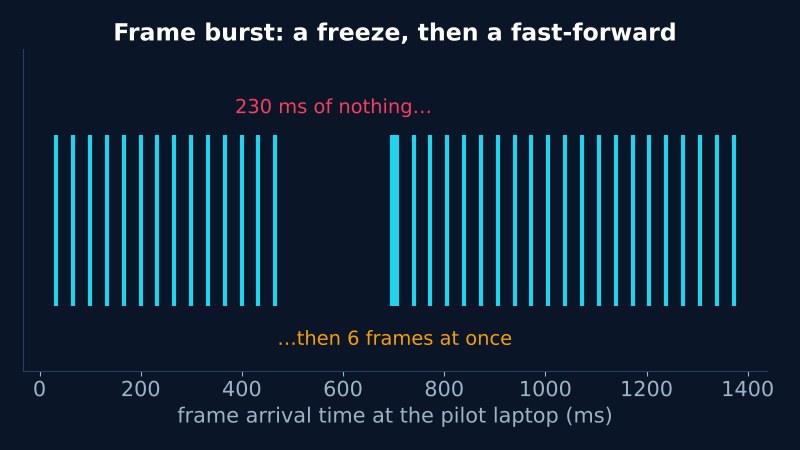 Frame burst: a freeze, then a fast-forward
230 ms of nothing…
…then 6 frames at once
0 200 400 600 800 1000 1200 1400
frame arrival time at the pilot laptop (ms)